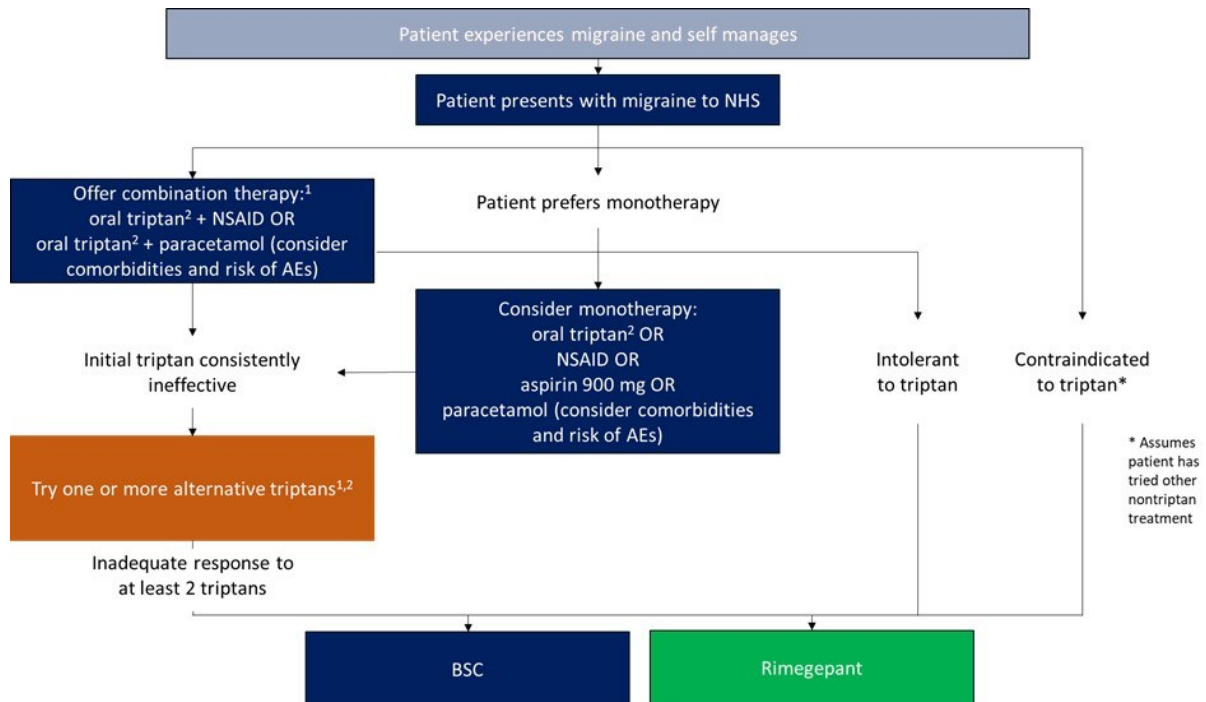 Patient experiences migraine and self manages
Patient presents with migraine to NHS
Offer combination therapy:¹
oral triptan² + NSAID OR
oral triptan² + paracetamol (consider
comorbidities and risk of AEs)
Patient prefers monotherapy
Consider monotherapy:
oral triptan² OR
NSAID OR
aspirin 900 mg OR
paracetamol (consider comorbidities
and risk of AEs)
Initial triptan consistently
ineffective
Intolerant
to triptan
Contraindicated
to triptan*
* Assumes
patient has
tried other
nontriptan
treatment
Try one or more alternative triptans¹,²
Inadequate response to
at least 2 triptans
BSC
Rimegepant